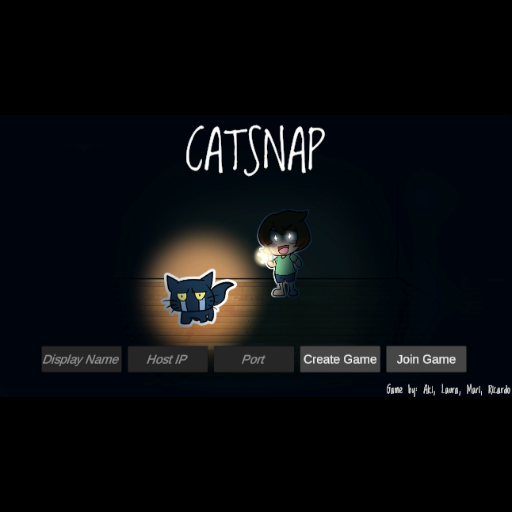 CATSNAP
Display Name
Host IP
Port
Create Game
Join Game
Game by: Aki, Laura, Mari, Ricardo